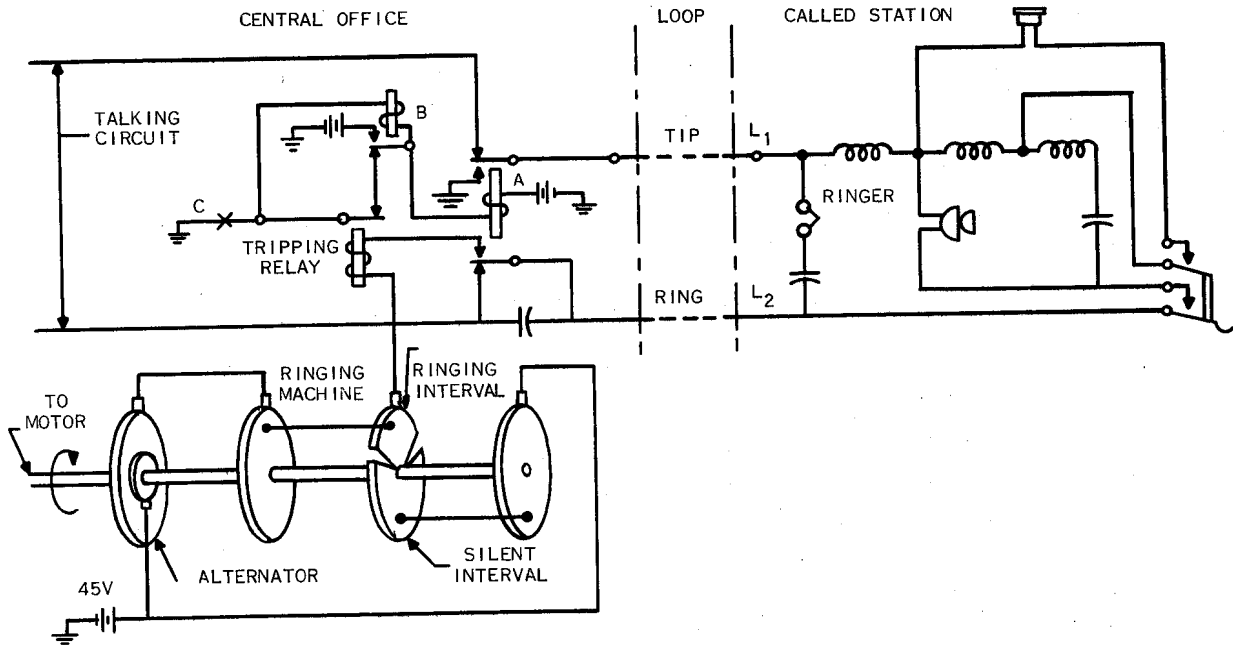 CENTRAL OFFICE
LOOP
CALLED STATION
TALKING
CIRCUIT
B
C
A
TRIPPING
RELAY
TIP
L1
RINGER
RING
L2
RINGING
MACHINE
RINGING
INTERVAL
TO
MOTOR
ALTERNATOR
SILENT
INTERVAL
45V